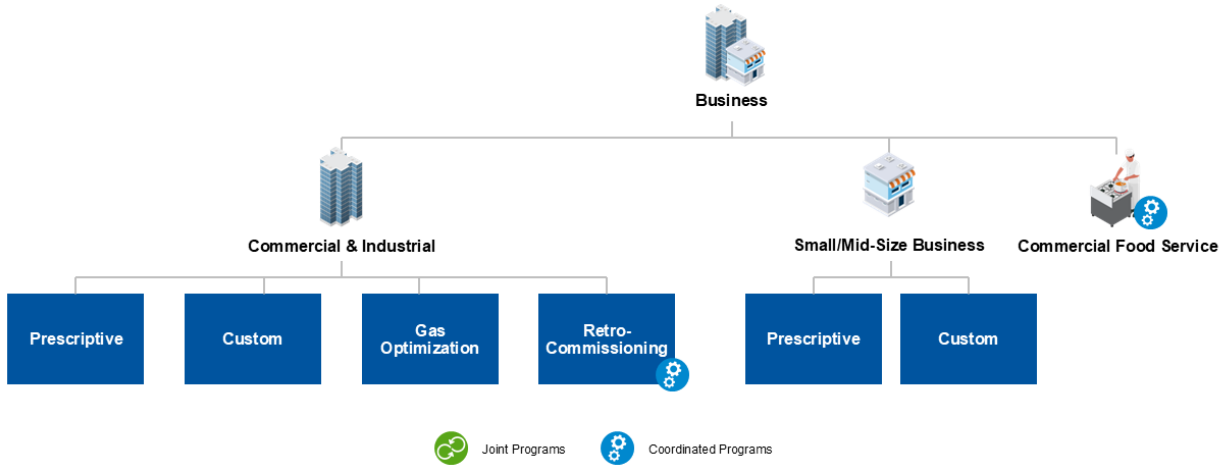 Business
Commercial & Industrial
Small/Mid-Size Business
Commercial Food Service
Prescriptive
Custom
Gas
Optimization
Retro-
Commissioning
Prescriptive
Custom
Joint Programs
Coordinated Programs